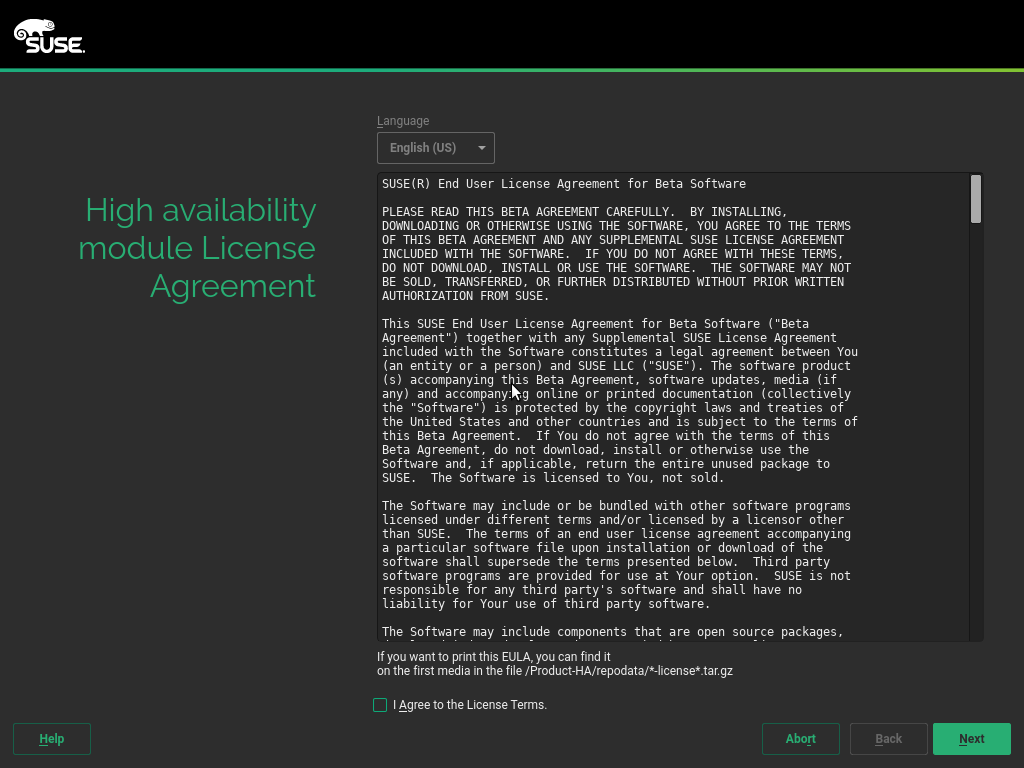 SUSE
Language
English (US)
High availability
module License
Agreement
SUSE(R) End User License Agreement for Beta Software
PLEASE READ THIS BETA AGREEMENT CAREFULLY.  BY INSTALLING,
DOWNLOADING OR OTHERWISE USING THE SOFTWARE, YOU AGREE TO THE TERMS
OF THIS BETA AGREEMENT AND ANY SUPPLEMENTAL SUSE LICENSE AGREEMENT
INCLUDED WITH THE SOFTWARE.  IF YOU DO NOT AGREE WITH THESE TERMS,
DO NOT DOWNLOAD, INSTALL OR USE THE SOFTWARE.  THE SOFTWARE MAY NOT
BE SOLD, TRANSFERRED, OR FURTHER DISTRIBUTED WITHOUT PRIOR WRITTEN
AUTHORIZATION FROM SUSE.
This SUSE End User License Agreement for Beta Software ("Beta
Agreement") together with any Supplemental SUSE License Agreement
included with the Software constitutes a legal agreement between You
(an entity or a person) and SUSE LLC ("SUSE"). The software product
(s) accompanying this Beta Agreement, software updates, media (if
any) and accompanying online or printed documentation (collectively
the "Software") is protected by the copyright laws and treaties of
the United States and other countries and is subject to the terms of
this Beta Agreement.  If You do not agree with the terms of this
Beta Agreement, do not download, install or otherwise use the
Software and, if applicable, return the entire unused package to
SUSE.  The Software is licensed to You, not sold.
The Software may include or be bundled with other software programs
licensed under different terms and/or licensed by a licensor other
than SUSE.  The terms of an end user license agreement accompanying
a particular software file upon installation or download of the
software shall supersede the terms presented below.  Third party
software programs are provided for use at Your option.  SUSE is not
responsible for any third party's software and shall have no
liability for Your use of third party software.
The Software may include components that are open source packages,
If you want to print this EULA, you can find it
on the first media in the file /Product-HA/repodata/*-license*.tar.gz
I Agree to the License Terms.
Help
Abort
Back
Next